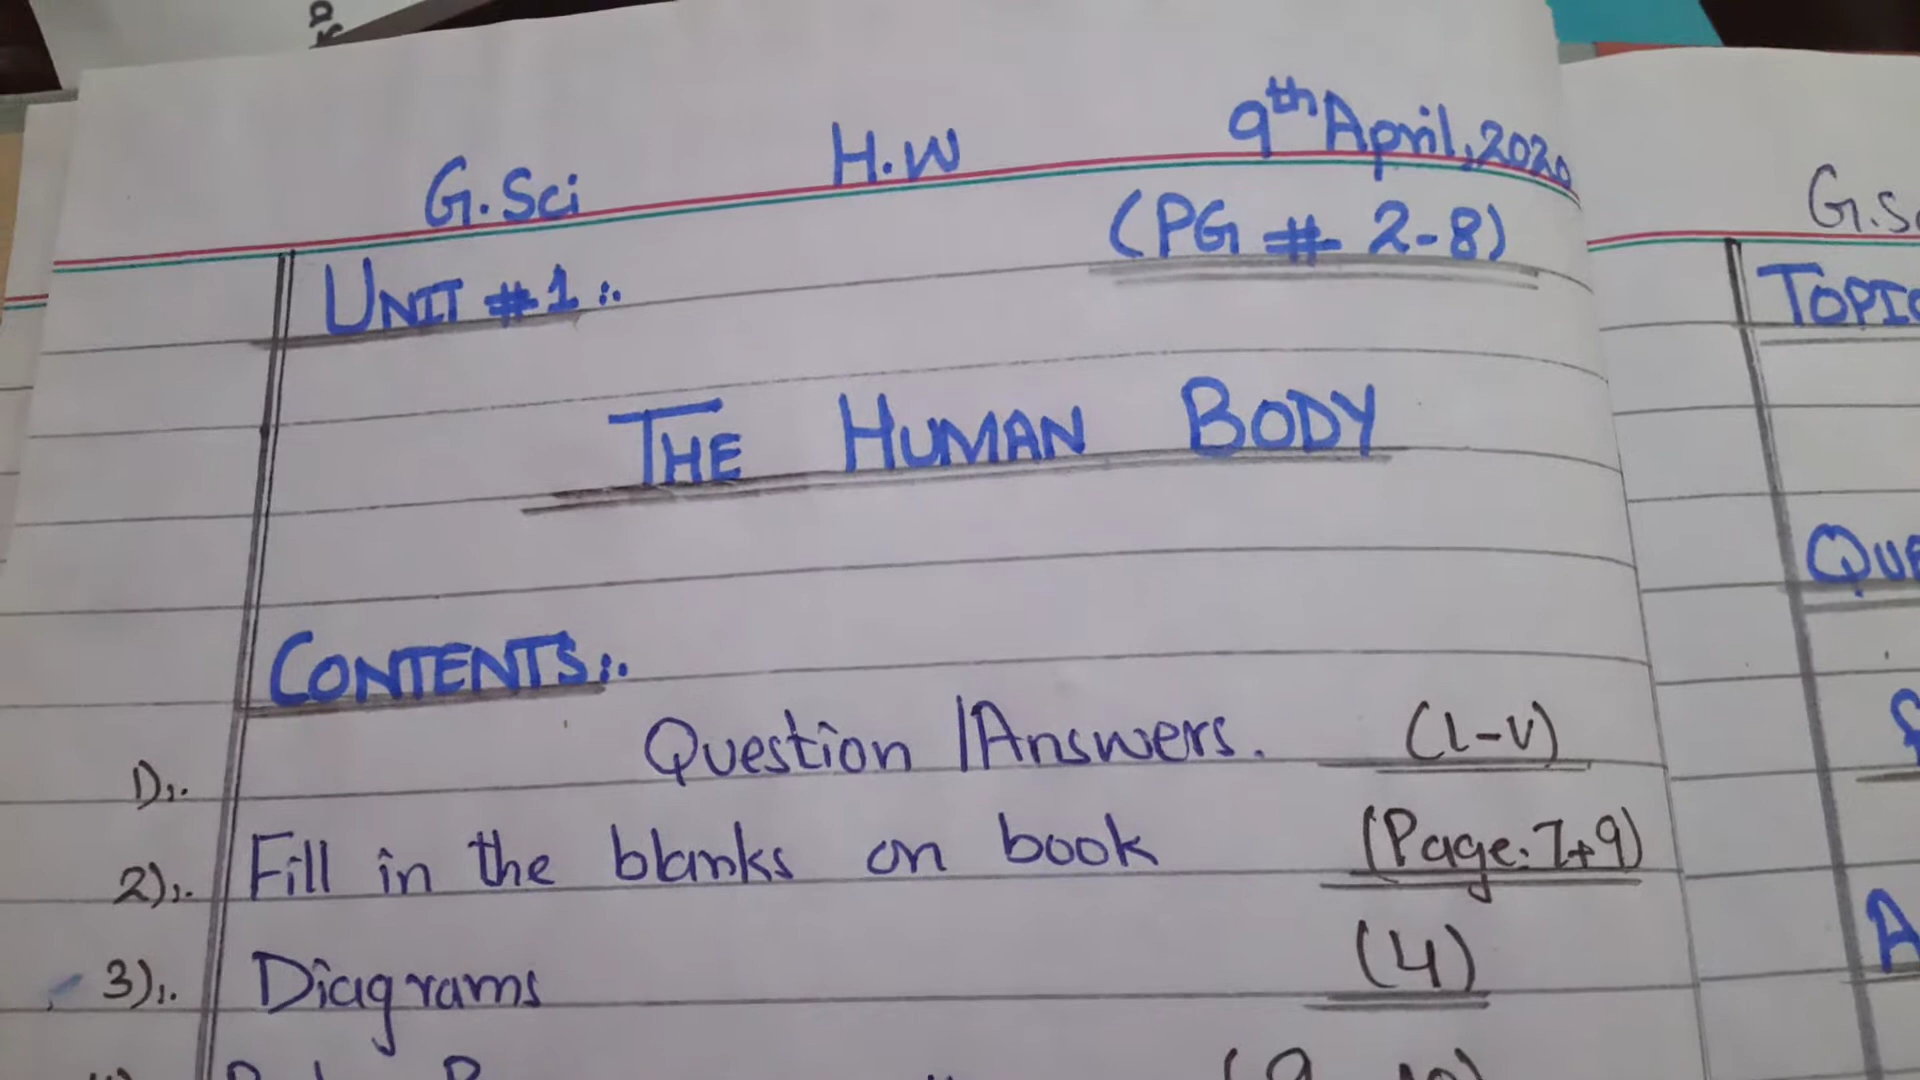 G.Sci H.W 9th April, 2020
UNIT #1:.
(PG # 2-8)
THE HUMAN BODY
CONTENTS:.
1):. Question /Answers. (I-V)
2):. Fill in the blanks on book (Page: 7+9)
3):. Diagrams (4)